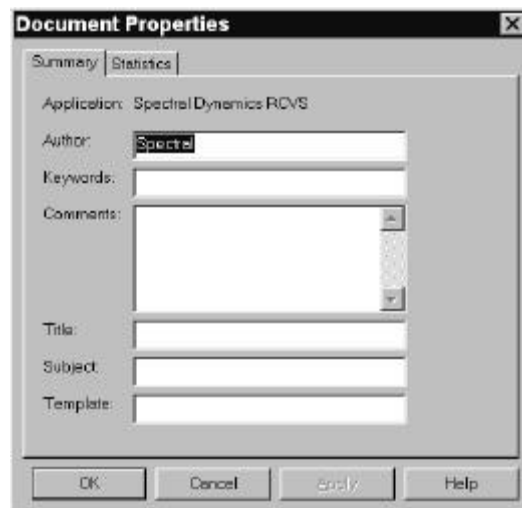 Document Properties
Summary Statistics
Application: Spectral Dynamics RCVS
Author: Spectral
Keywords:
Comments:
Title:
Subject:
Template:
OK Cancel Apply Help